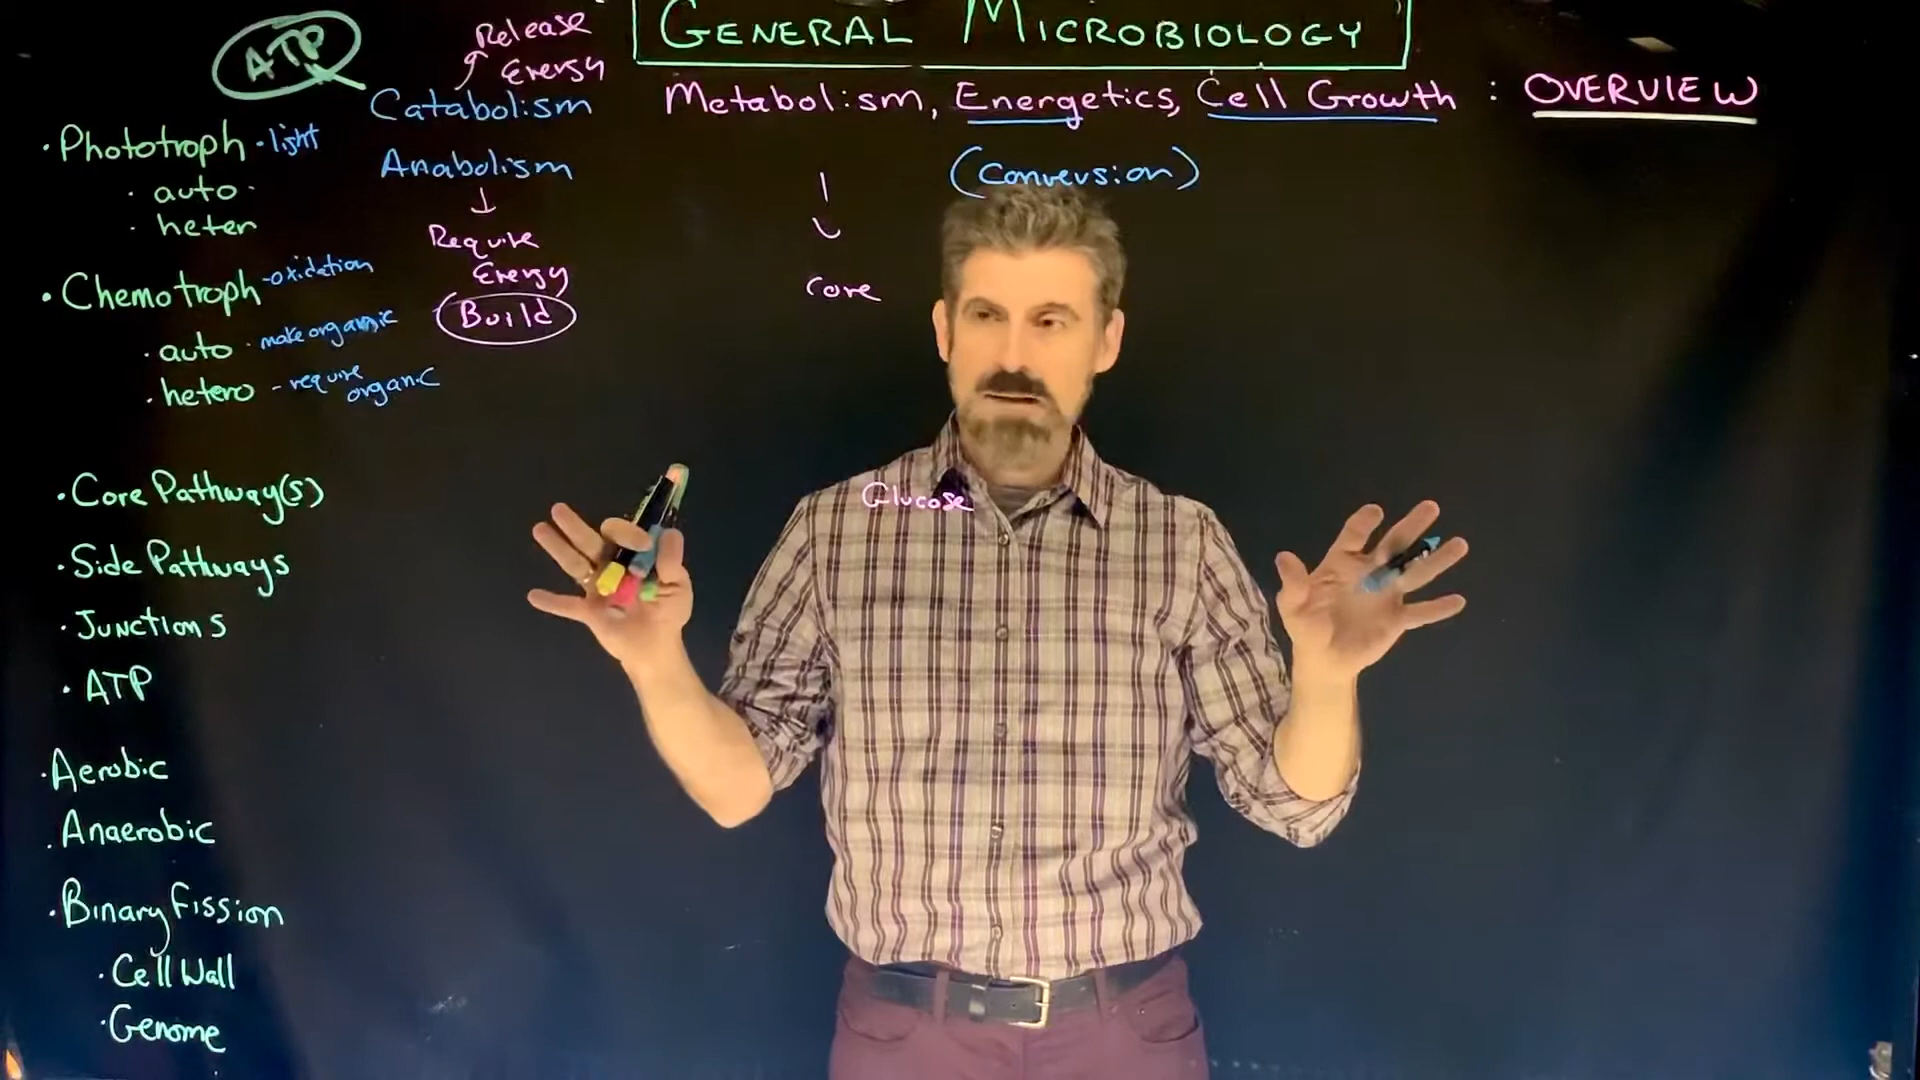 GENERAL MICROBIOLOGY
Metabolism, Energetics, Cell Growth : OVERVIEW
(Conversion)
Core
Glucose
ATP
Release
Energy
Catabolism
Anabolism
Require
Energy
Build
• Phototroph • light
• auto •
• heter
• Chemotroph - oxidation
• auto • make organic
• hetero - require
organic
• Core Pathway(s)
• Side Pathways
• Junctions
• ATP
• Aerobic
• Anaerobic
• Binary Fission
• Cell Wall
• Genome